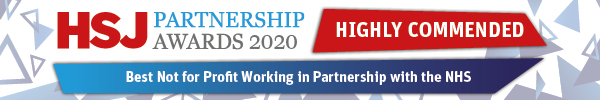 HSJ PARTNERSHIP
AWARDS 2020
HIGHLY COMMENDED
Best Not for Profit Working in Partnership with the NHS